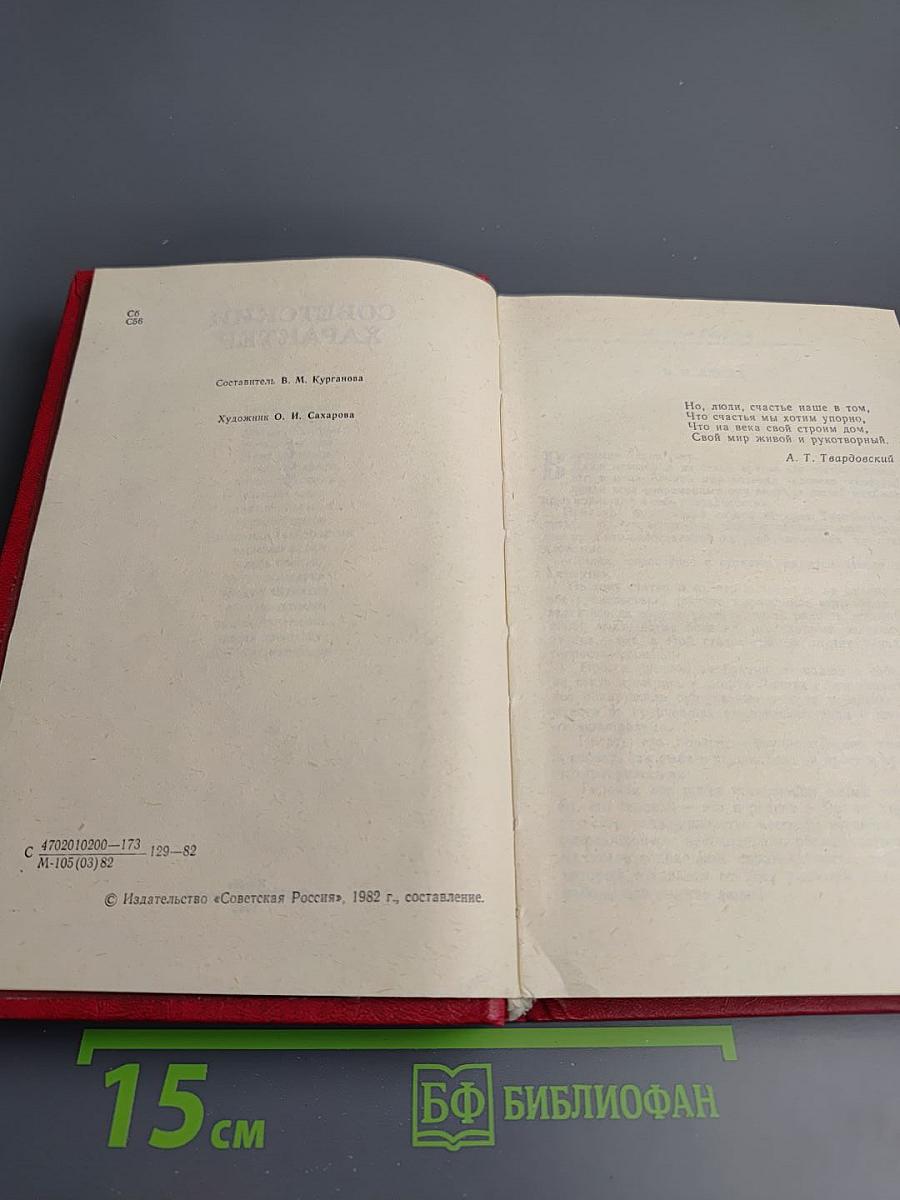 С6
С56
Составитель В. М. Курганова
Художник О. И. Сахарова
С 4702010200—173
М-105(03)82
129—82
© Издательство «Советская Россия», 1982 г., составление.
Но, люди, счастье наше в том,
Что счастья мы хотим упорно,
Что на века свой строим дом,
Свой мир живой и рукотворный.
А. Т. Твардовский
15 см
БФ БИБЛИОФАН